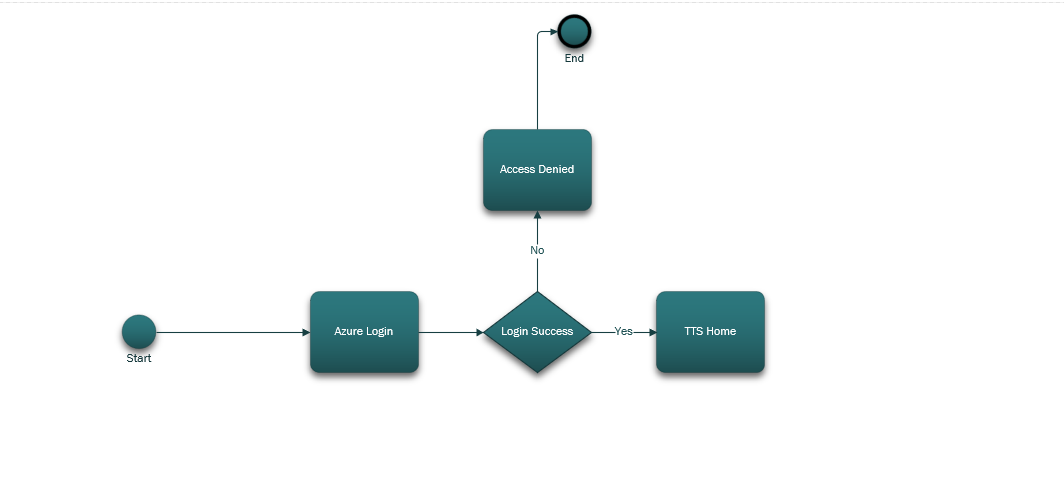 End
Access Denied
No
Start
Azure Login
Login Success
Yes
TTS Home